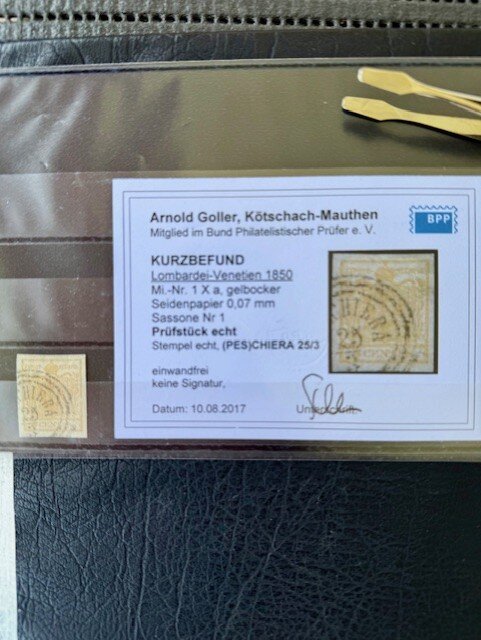 Arnold Goller, Kötschach-Mauthen
Mitglied im Bund Philatelistischer Prüfer e. V.
BPP
KURZBEFUND
Lombardei-Venetien 1850
Mi.-Nr. 1 X a, gelbocker
Seidenpapier 0,07 mm
Sassone Nr 1
Prüfstück echt
Stempel echt, (PES)CHIERA 25/3
einwandfrei
keine Signatur,
Datum: 10.08.2017 Unterschrift
CHIERA
CHIERA